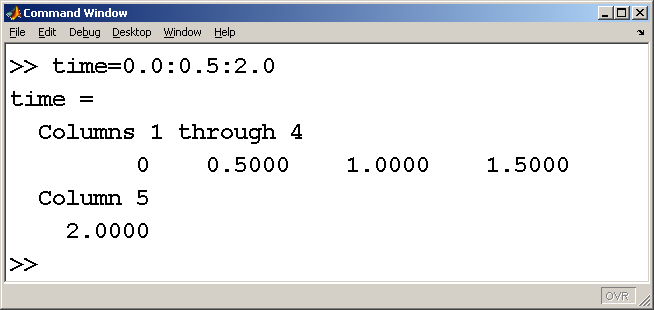 Command Window
File Edit Debug Desktop Window Help
>> time=0.0:0.5:2.0
time =
Columns 1 through 4
0 0.5000 1.0000 1.5000
Column 5
2.0000
>>
OVR